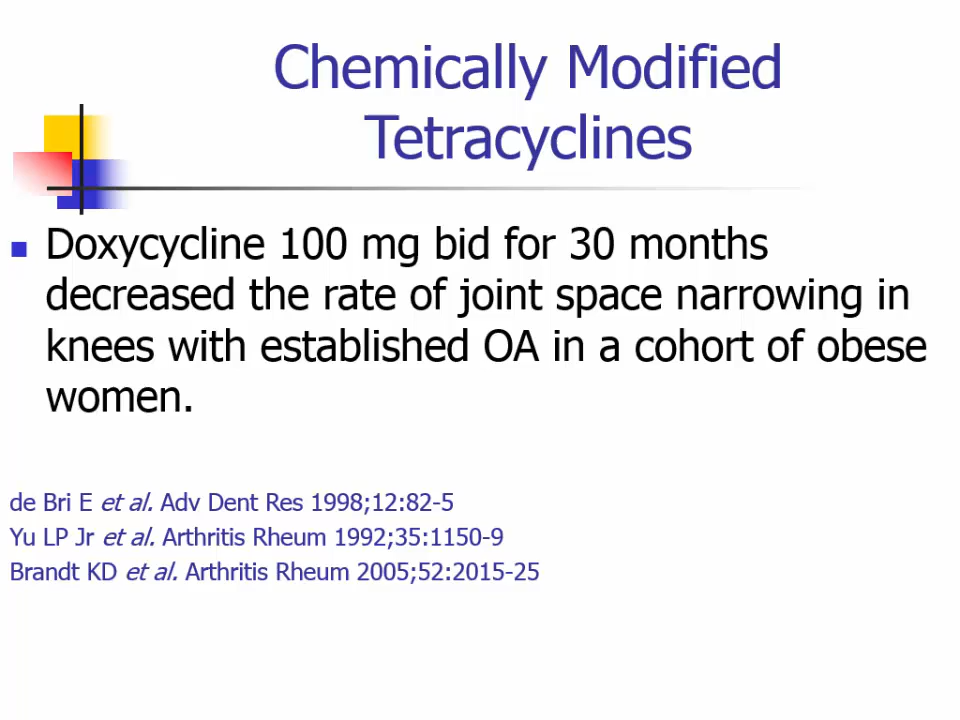 Chemically Modified
Tetracyclines
Doxycycline 100 mg bid for 30 months
decreased the rate of joint space narrowing in
knees with established OA in a cohort of obese
women.
de Bri E et al. Adv Dent Res 1998;12:82-5
Yu LP Jr et al. Arthritis Rheum 1992;35:1150-9
Brandt KD et al. Arthritis Rheum 2005;52:2015-25